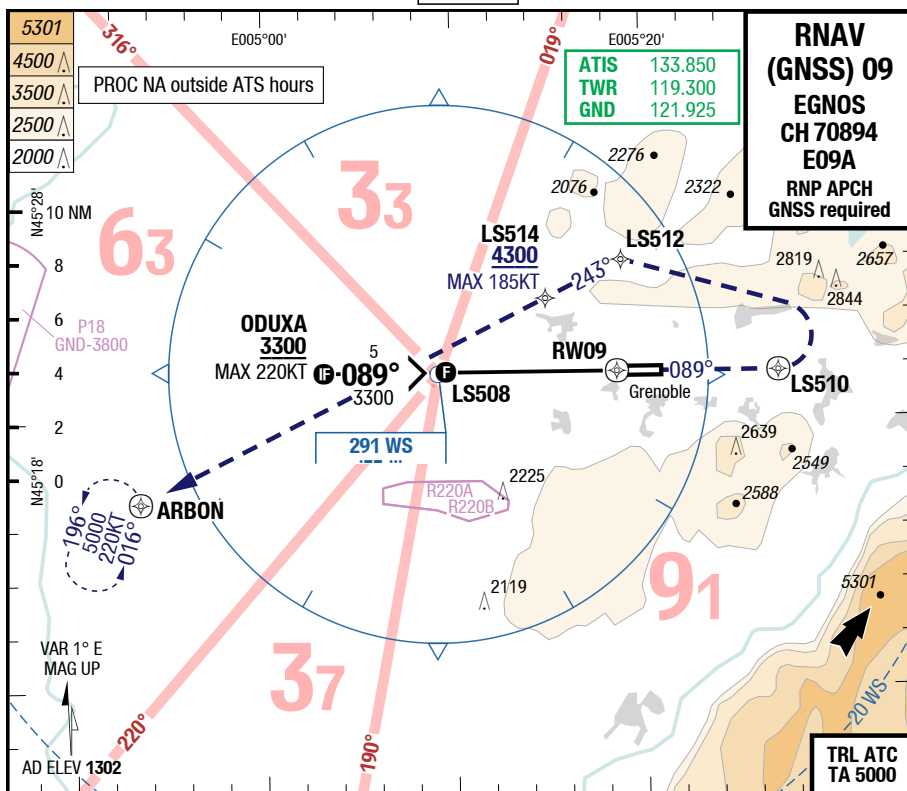 5301
4500
3500
2500
2000
PROC NA outside ATS hours
316°
E005°00'
019°
E005°20'
ATIS 133.850
TWR 119.300
GND 121.925
RNAV
(GNSS) 09
EGNOS
CH 70894
E09A
RNP APCH
GNSS required
N45°28'
10 NM
8
6
4
2
0
N45°18'
63
33
2276
2076
2322
LS514
4300
MAX 185KT
243°
LS512
2819
2657
2844
P18
GND-3800
ODUXA
3300
MAX 220KT
IF
5
089°
3300
F
LS508
RW09
089°
Grenoble
LS510
291 WS
2639
2549
2588
2225
R220A
R220B
ARBON
196°
5000
220KT
016°
2119
91
5301
VAR 1° E
MAG UP
37
220°
190°
20 WS
AD ELEV 1302
TRL ATC
TA 5000